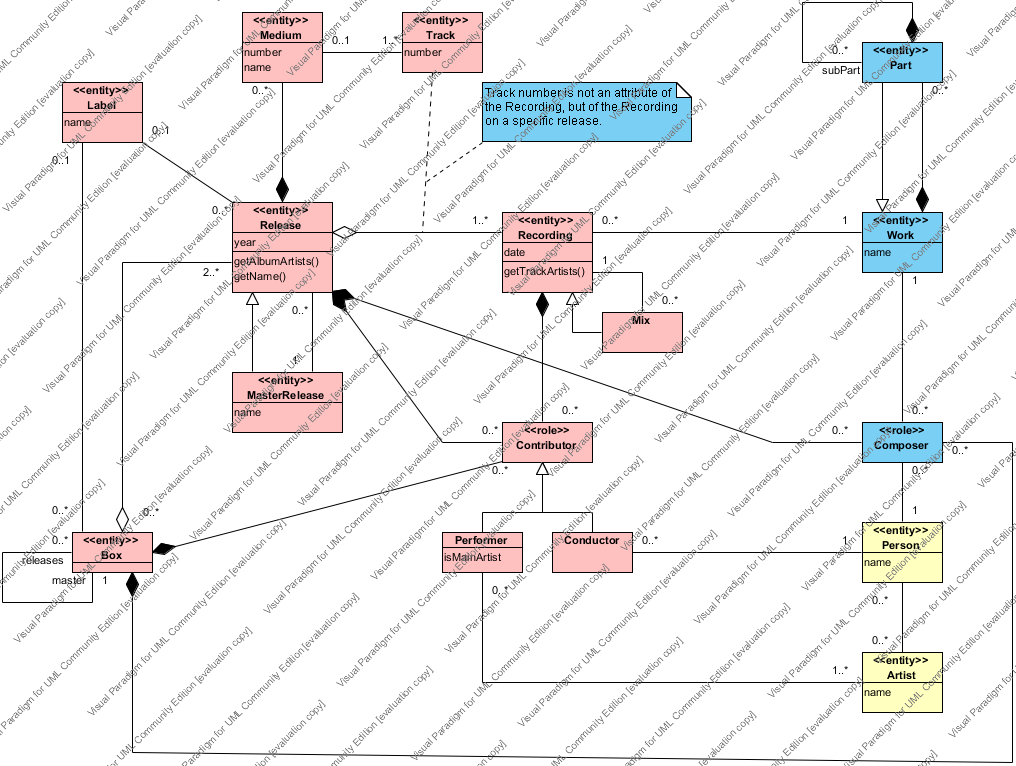 <<entity>>
Medium
number
name
0..1
1..*
<<entity>>
Track
number
0..*
subPart
<<entity>>
Part
0..*
<<entity>>
Label
name
0..1
0..1
0..*
Track number is not an attribute of
the Recording, but of the Recording
on a specific release.
0..*
<<entity>>
Release
year
getAlbumArtists()
getName()
2..*
0..*
1..*
<<entity>>
Recording
date
getTrackArtists()
0..*
1
1
0..*
Mix
<<entity>>
Work
name
1
1
<<entity>>
MasterRelease
name
0..*
0..*
0..*
<<role>>
Contributor
0..*
0..*
0..*
<<role>>
Composer
0..*
0..*
0..*
0..*
0..*
releases
master
1
<<entity>>
Box
Performer
isMainArtist
0..*
Conductor
0..*
1
1
<<entity>>
Person
name
0..*
0..*
1..*
<<entity>>
Artist
name
Visual Paradigm for UML Community Edition [evaluation copy]